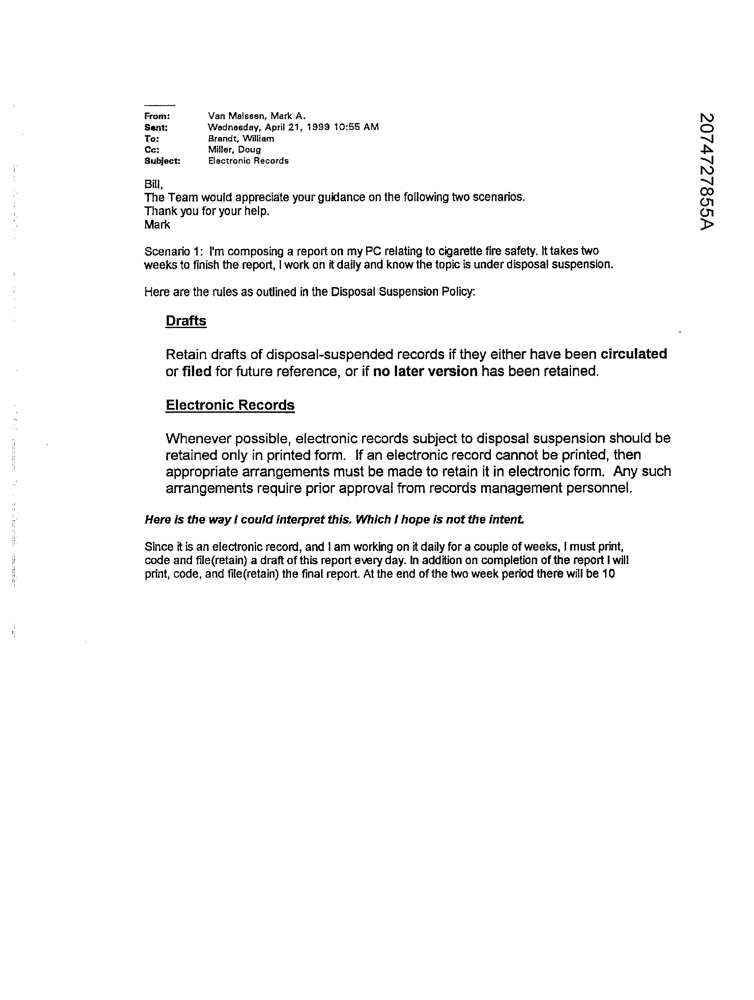 From: Van Malssen, Mark A.
Sent: Wednesday, April 21, 1999 10:55 AM
To: Brandt, William
Cc: Miller, Doug
Subject: Electronic Records
Bill,
The Team would appreciate your guidance on the following two scenarios.
Thank you for your help.
Mark
Scenario 1: I'm composing a report on my PC relating to cigarette fire safety. It takes two
weeks to finish the report, I work on it daily and know the topic is under disposal suspension.
Here are the rules as outlined in the Disposal Suspension Policy:
Drafts
Retain drafts of disposal-suspended records if they either have been circulated
or filed for future reference, or if no later version has been retained.
Electronic Records
Whenever possible, electronic records subject to disposal suspension should be
retained only in printed form. If an electronic record cannot be printed, then
appropriate arrangements must be made to retain it in electronic form. Any such
arrangements require prior approval from records management personnel.
Here is the way I could interpret this. Which I hope is not the intent.
Since it is an electronic record, and I am working on it daily for a couple of weeks, I must print,
code and file(retain) a draft of this report every day. In addition on completion of the report I will
print, code, and file(retain) the final report. At the end of the two week period there will be 10
2074727855A